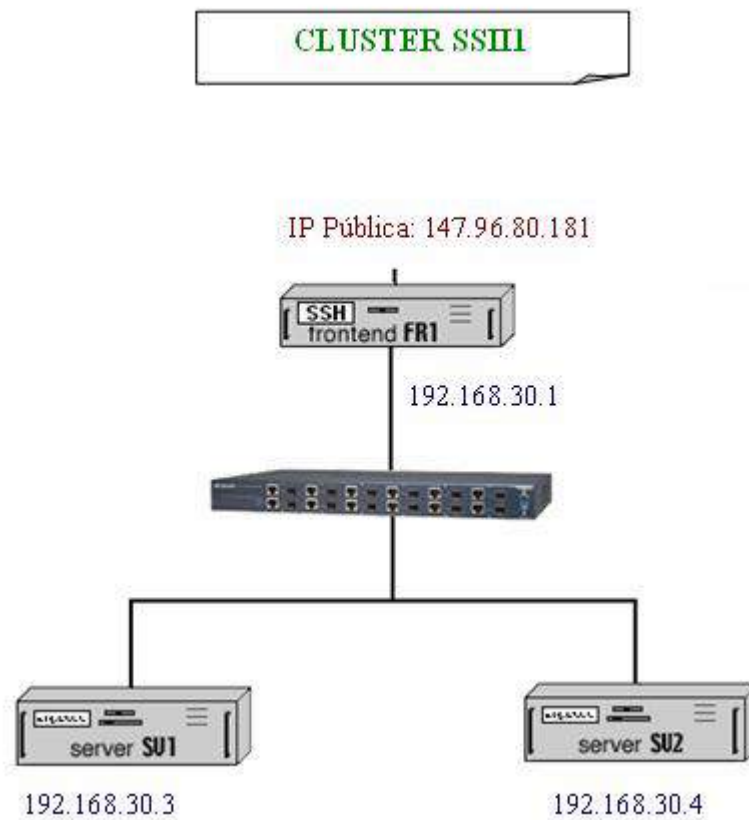 CLUSTER SSII1
IP Pública: 147.96.80.181
SSH
frontend FR1
192.168.30.1
server SU1
server SU2
192.168.30.3
192.168.30.4